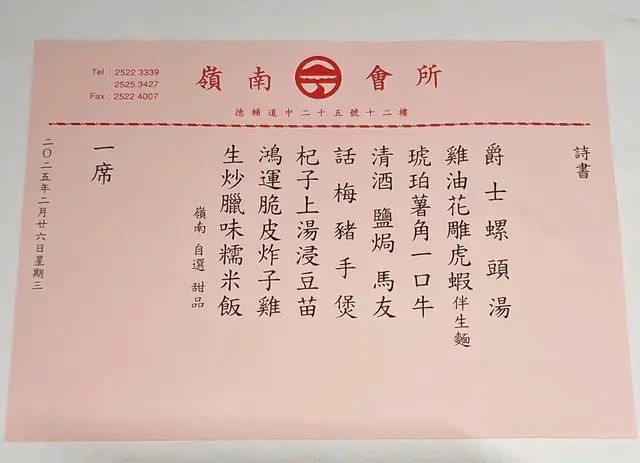 Tel : 2522 3339
2525 3427
Fax : 2522 4007
嶺南會所
德輔道中二十五號十二樓
詩書
爵士螺頭湯
雞油花雕虎蝦伴生麵
琥珀薯角一口牛
清酒鹽焗馬友
話梅豬手煲
杞子上湯浸豆苗
鴻運脆皮炸子雞
生炒臘味糯米飯
嶺南 自選 甜品
一席
二〇二五年二月廿六日星期三